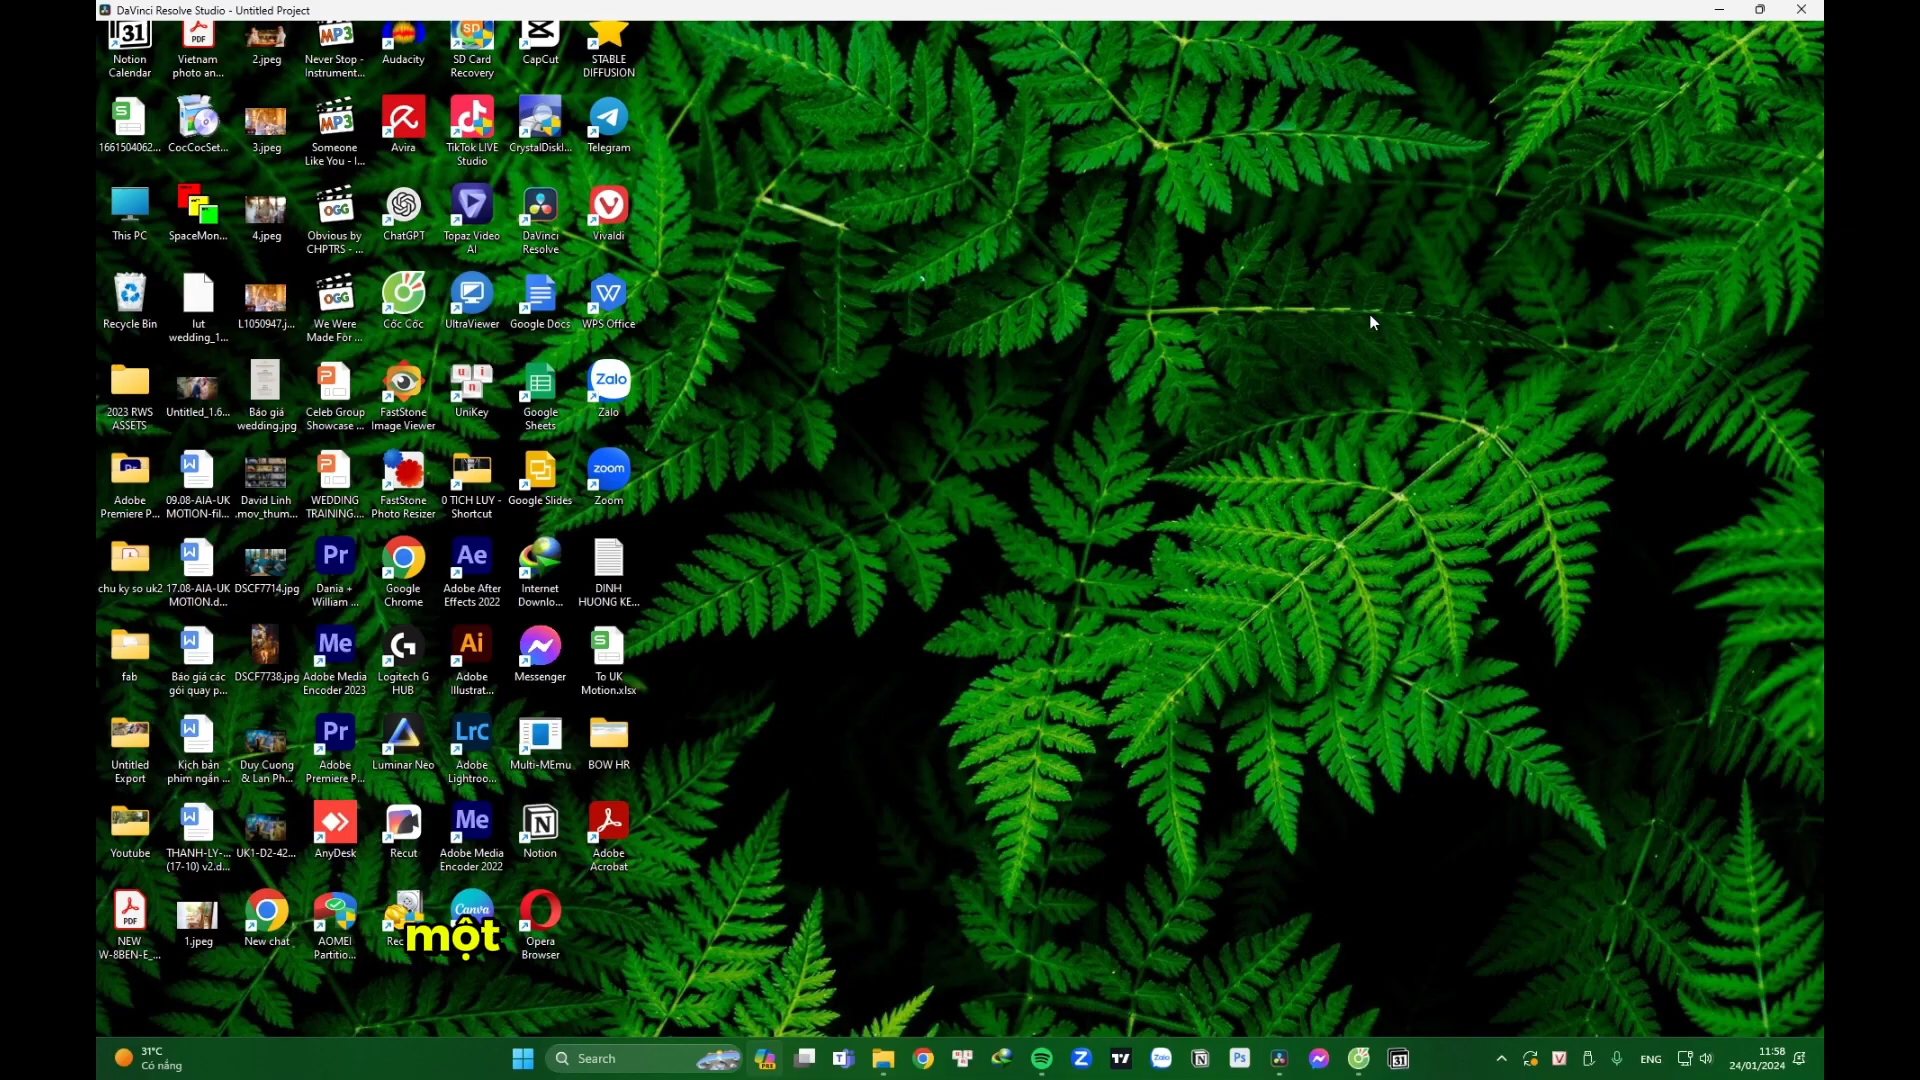 DaVinci Resolve Studio - Untitled Project
Notion Calendar
Vietnam photo an...
2.jpeg
Never Stop - Instrument...
Audacity
SD Card Recovery
CapCut
STABLE DIFFUSION
1661504062...
CocCocSet...
3.jpeg
Someone Like You - I...
Avira
TikTok LIVE Studio
CrystalDiskI...
Telegram
This PC
SpaceMon...
4.jpeg
Obvious by CHPTRS - ...
ChatGPT
Topaz Video AI
DaVinci Resolve
Vivaldi
Recycle Bin
lut wedding_1...
L1050947.j...
We Were Made For ...
Cốc Cốc
UltraViewer
Google Docs
WPS Office
2023 RWS ASSETS
Untitled_1.6...
Báo giá wedding.jpg
Celeb Group Showcase ...
FastStone Image Viewer
UniKey
Google Sheets
Zalo
Adobe Premiere P...
09.08-AIA-UK MOTION-fil...
David Linh .mov_thum...
WEDDING TRAINING....
FastStone Photo Resizer
0 TICH LUY - Shortcut
Google Slides
Zoom
chu ky so uk2
17.08-AIA-UK MOTION.d...
DSCF7714.jpg
Dania + William ...
Google Chrome
Adobe After Effects 2022
Internet Downlo...
DINH HUONG KE...
fab
Báo giá các gói quay p...
DSCF7738.jpg
Adobe Media Encoder 2023
Logitech G HUB
Adobe Illustrat...
Messenger
To UK Motion.xlsx
Untitled Export
Kịch bản phim ngắn ...
Duy Cuong & Lan Ph...
Adobe Premiere P...
Luminar Neo
Adobe Lightroo...
Multi-MEmu
BOW HR
Youtube
THANH-LY-... (17-10) v2.d...
UK1-D2-42...
AnyDesk
Recut
Adobe Media Encoder 2022
Notion
Adobe Acrobat
NEW W-8BEN-E_...
1.jpeg
New chat
AOMEI Partitio...
Rec
một
Canva
Opera Browser
31°C
Có nắng
Search
ENG
11:58
24/01/2024